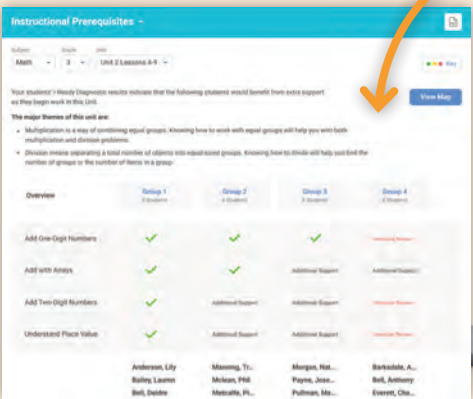 Instructional Prerequisites
Subject Grade Unit
Math 3 Unit 2 Lessons 4-9
Key
Your students' i-Ready Diagnostic results indicate that the following students would benefit from extra support
as they begin work in this Unit.
View Map
The major themes of this unit are:
• Multiplication is a way of combining equal groups. Knowing how to work with equal groups will help you with both
multiplication and division problems.
• Division means separating a total number of objects into equal-sized groups. Knowing how to divide will help you find the
number of groups or the number of items in a group.
Overview Group 1 Group 2 Group 3 Group 4
Students Students Students Students
Add One-Digit Numbers
Add with Arrays Additional Support Additional Support
Add Two-Digit Numbers Additional Support Additional Support
Understand Place Value Additional Support Additional Support
Anderson, Lily Manning, Tr... Morgan, Nat... Barksdale, A...
Bailey, Lauren Mclean, Phil Payne, Jose... Bell, Anthony
Bell, Deidre Metcalfe, Pi... Pullman, Ma... Everett, Cha...